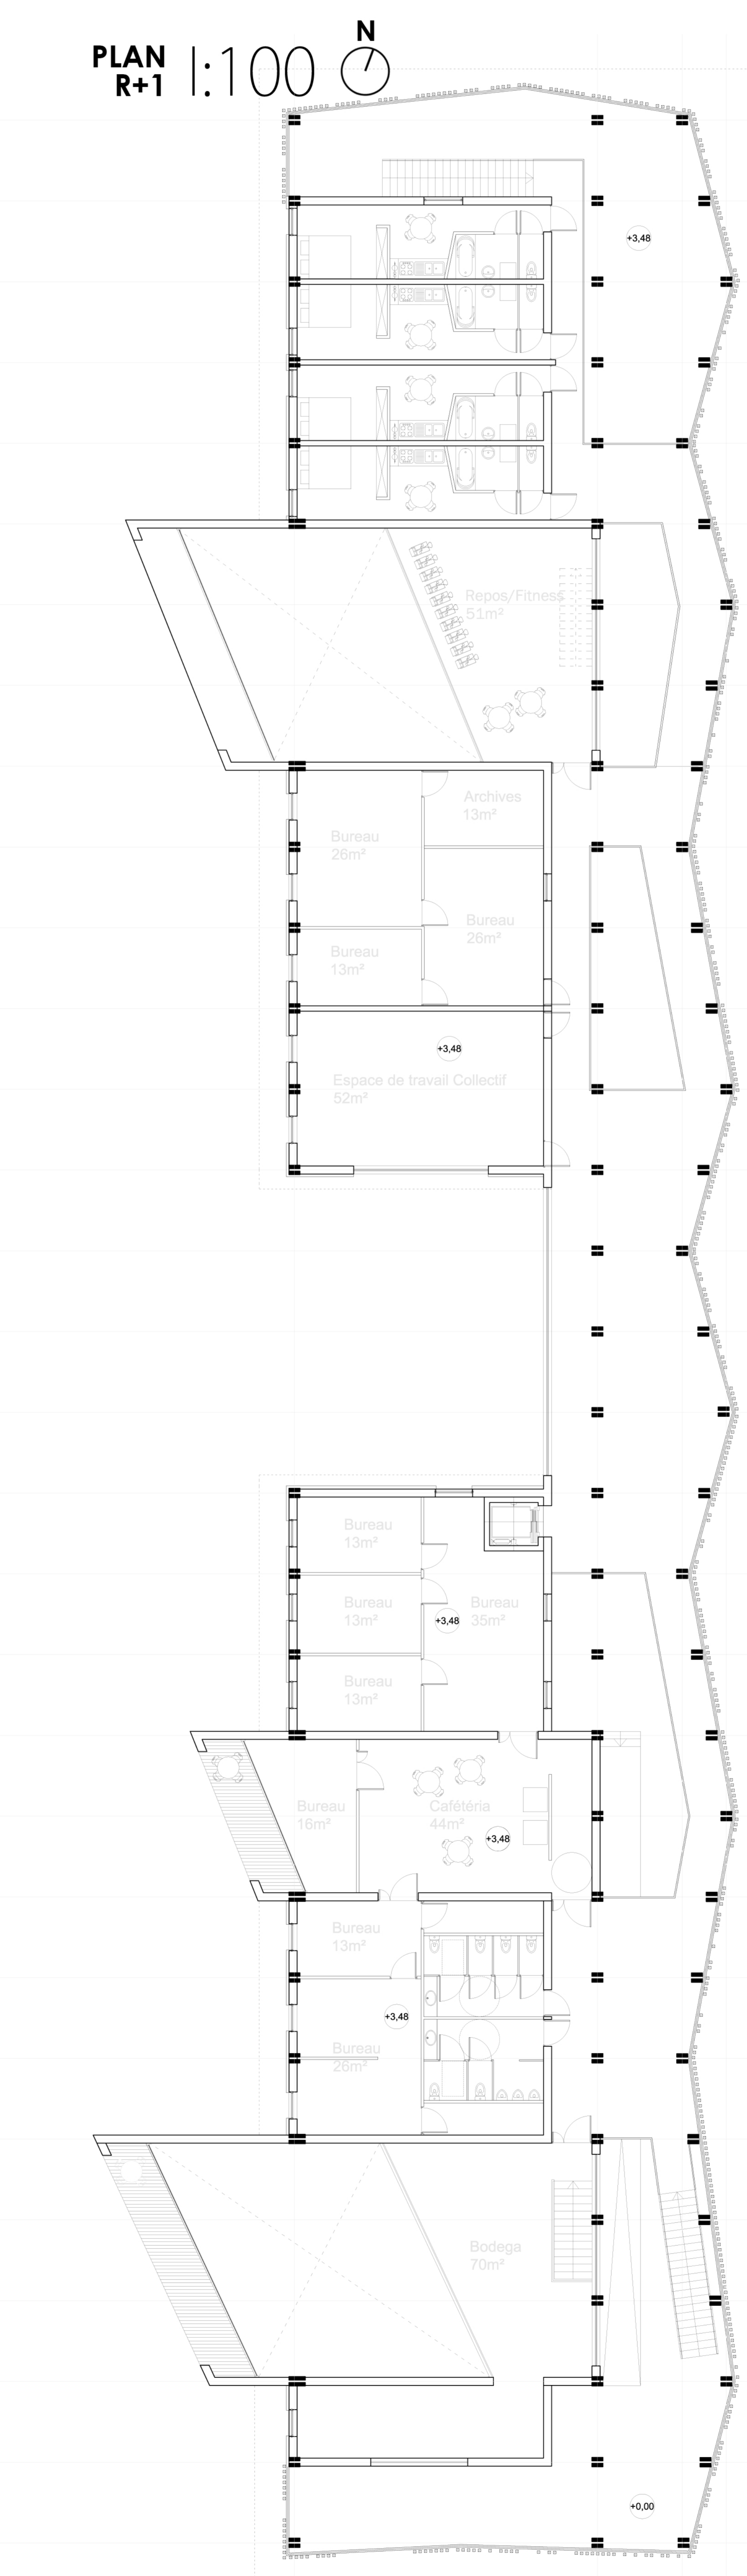 N
PLAN
R+1
1:100
+3,48
Repos/Fitness
51m²
Archives
13m²
Bureau
26m²
Bureau
26m²
Bureau
13m²
+3,48
Espace de travail Collectif
52m²
Bureau
13m²
Bureau
13m²
Bureau
35m²
+3,48
Bureau
13m²
Bureau
16m²
Cafétéria
44m²
+3,48
Bureau
13m²
+3,48
Bureau
26m²
Bodega
70m²
+0,00